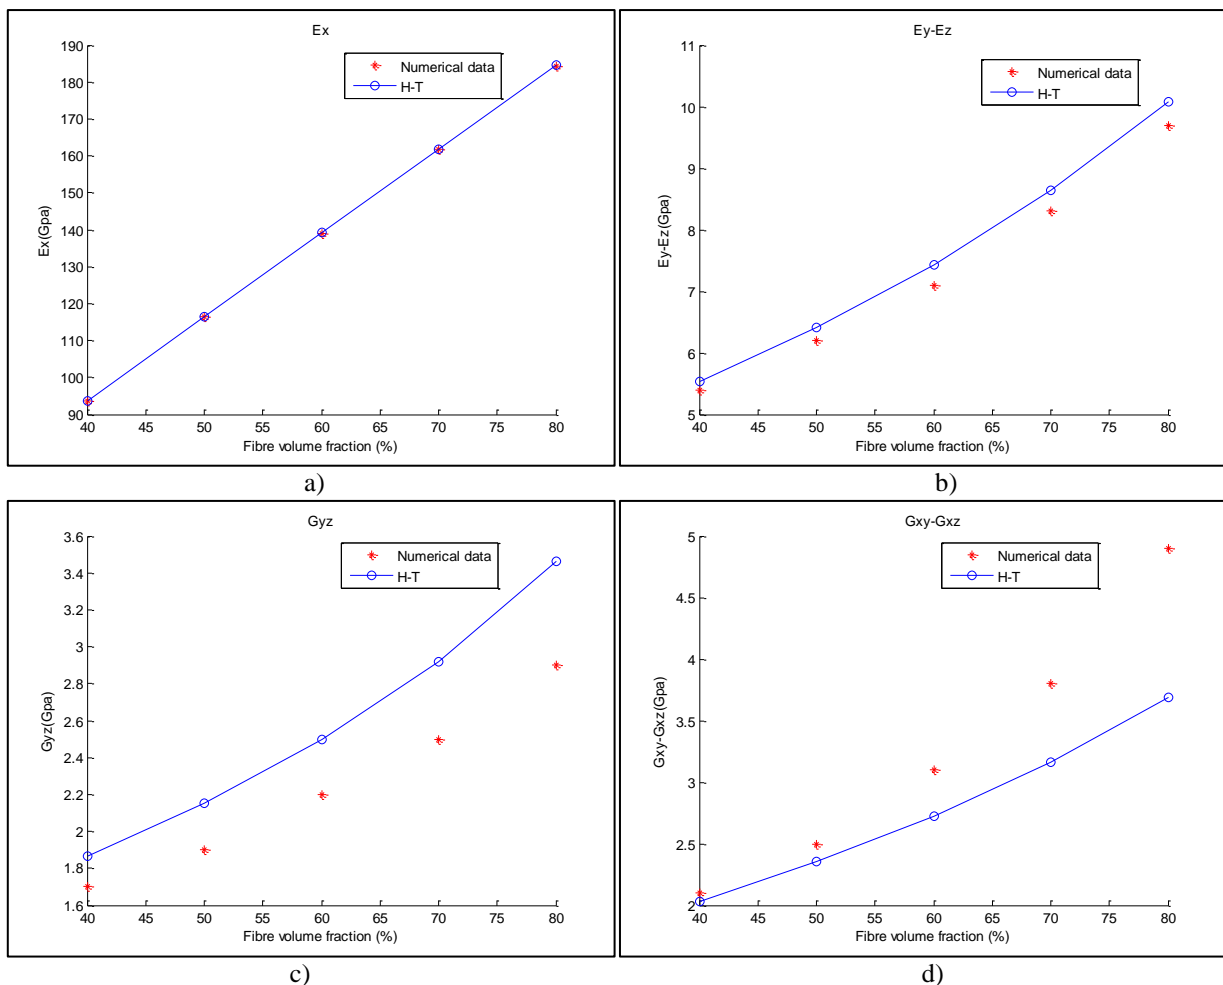 Ex
190
180
170
160
150
140
130
120
110
100
90
Ex(Gpa)
Numerical data
H-T
40 45 50 55 60 65 70 75 80
Fibre volume fraction (%)
a)
Ey-Ez
11
10
9
8
7
6
5
Ey-Ez(Gpa)
Numerical data
H-T
40 45 50 55 60 65 70 75 80
Fibre volume fraction (%)
b)
Gyz
3.6
3.4
3.2
3
2.8
2.6
2.4
2.2
2
1.8
1.6
Gyz(Gpa)
Numerical data
H-T
40 45 50 55 60 65 70 75 80
Fibre volume fraction (%)
c)
Gxy-Gxz
5
4.5
4
3.5
3
2.5
2
Gxy-Gxz(Gpa)
Numerical data
H-T
40 45 50 55 60 65 70 75 80
Fibre volume fraction (%)
d)